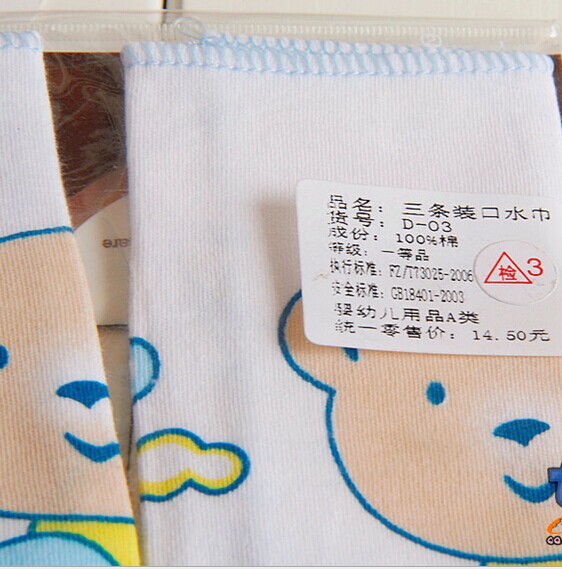 品名：三条装口水巾
货号：D-03
成份：100%棉
等级：一等品
执行标准：FZ/T73025-2006
安全标准：GB18401-2003
婴幼儿用品A类
统一零售价：14.50元
检 3
are